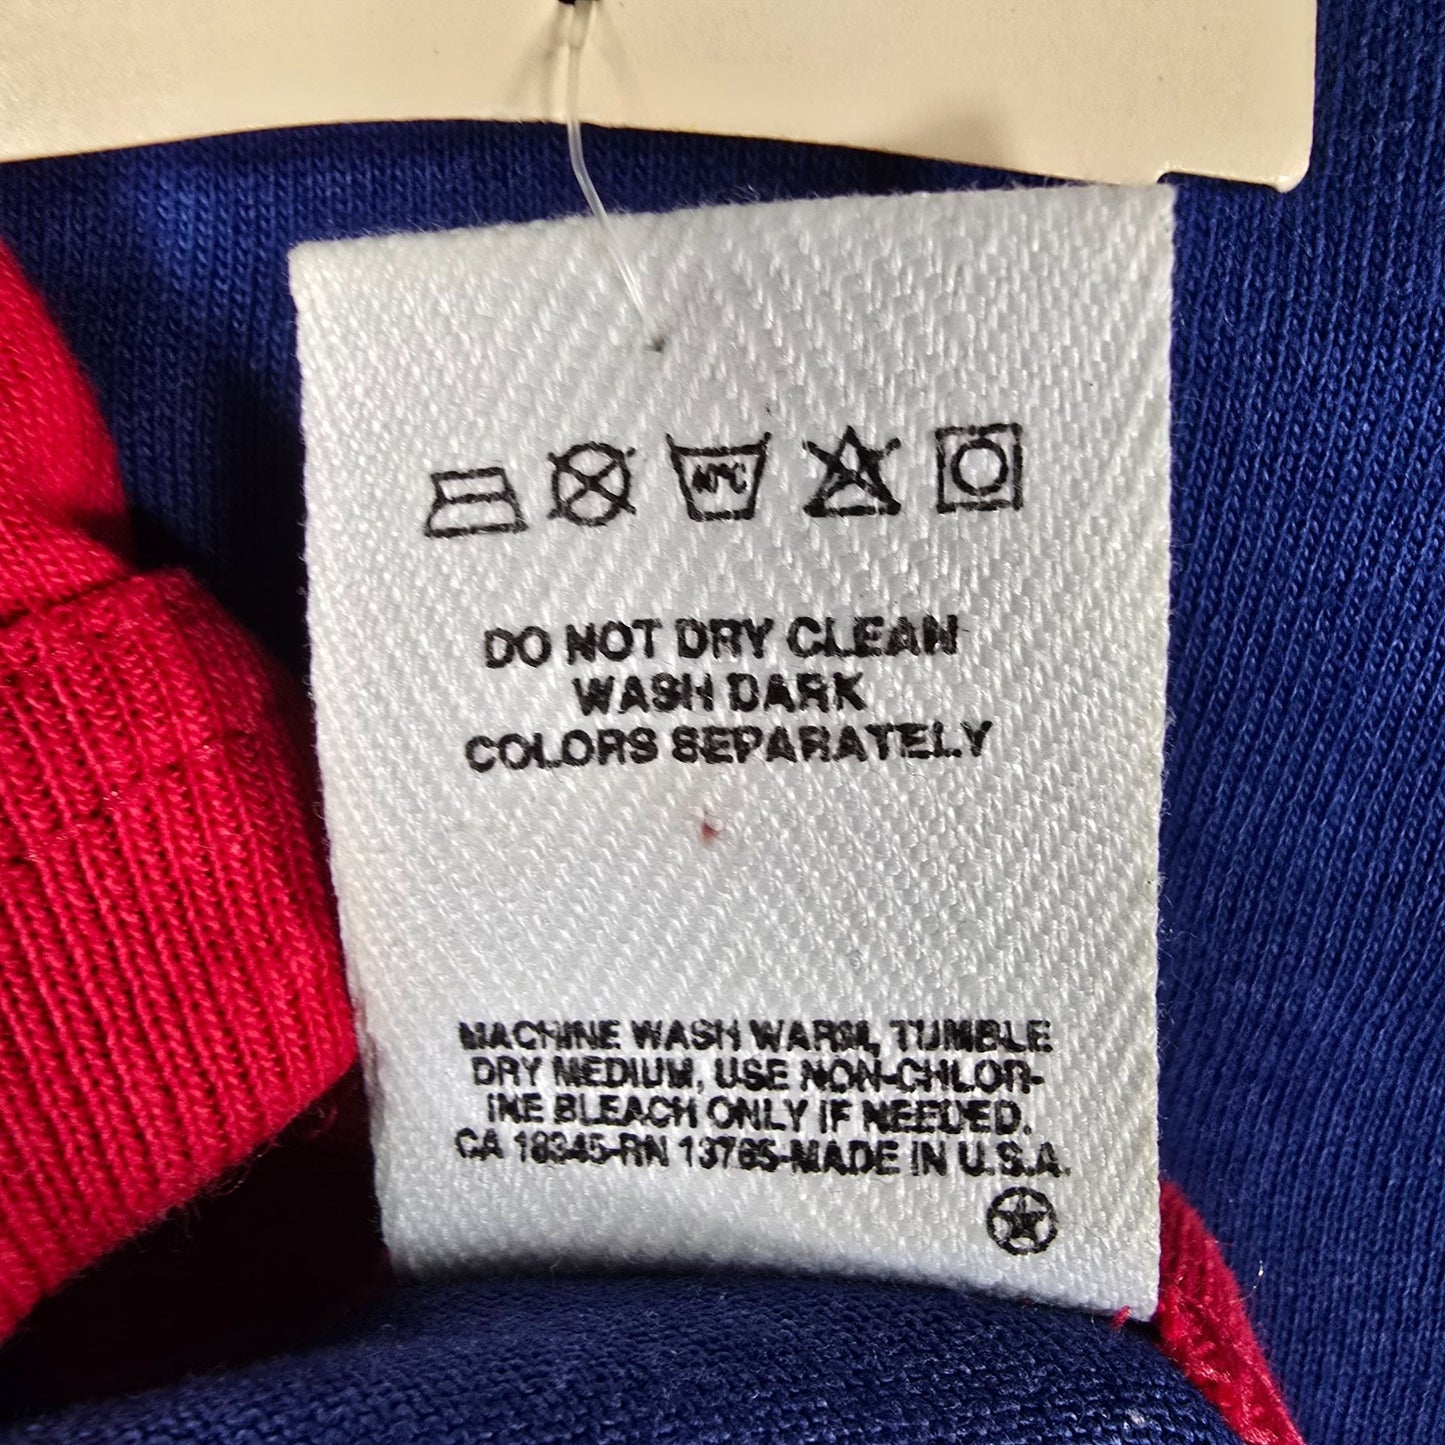 40°C
DO NOT DRY CLEAN
WASH DARK
COLORS SEPARATELY
MACHINE WASH WARM, TUMBLE
DRY MEDIUM, USE NON-CHLOR-
INE BLEACH ONLY IF NEEDED.
CA 18345-RN 13765-MADE IN U.S.A.